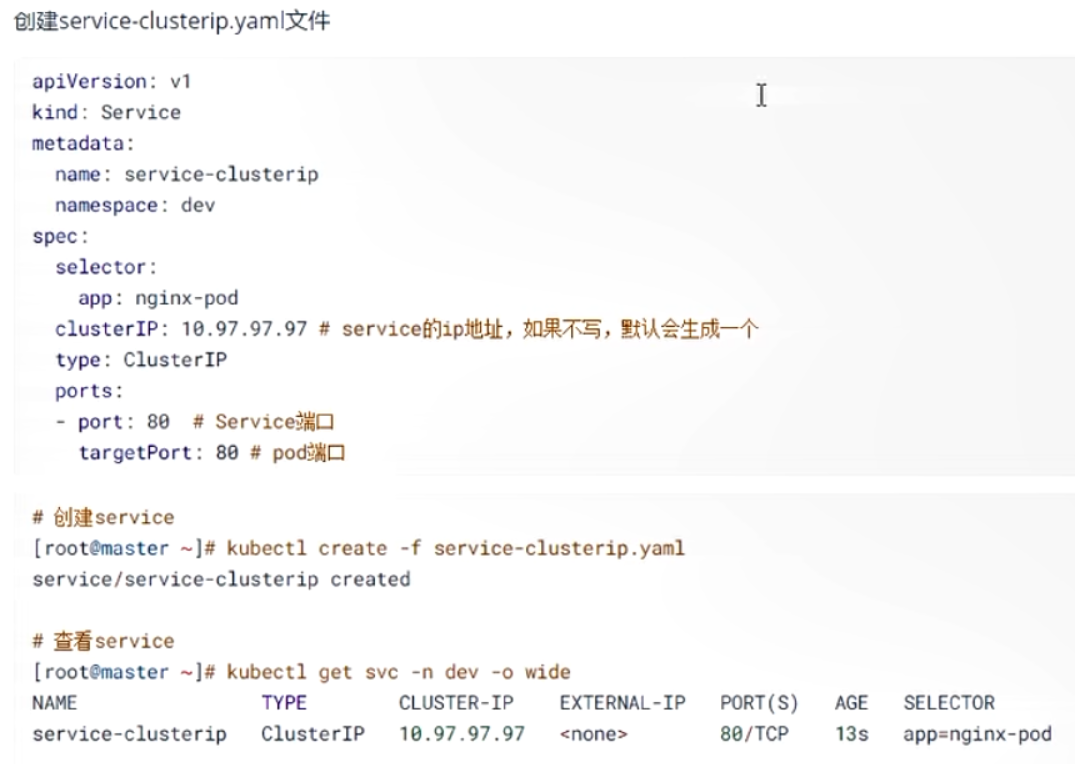 创建service-clusterip.yaml文件
apiVersion: v1
kind: Service
metadata:
  name: service-clusterip
  namespace: dev
spec:
  selector:
    app: nginx-pod
  clusterIP: 10.97.97.97 # service的ip地址，如果不写，默认会生成一个
  type: ClusterIP
  ports:
  - port: 80  # Service端口
    targetPort: 80 # pod端口
# 创建service
[root@master ~]# kubectl create -f service-clusterip.yaml
service/service-clusterip created
# 查看service
[root@master ~]# kubectl get svc -n dev -o wide
NAME                TYPE        CLUSTER-IP    EXTERNAL-IP   PORT(S)   AGE   SELECTOR
service-clusterip   ClusterIP   10.97.97.97   <none>        80/TCP    13s   app=nginx-pod